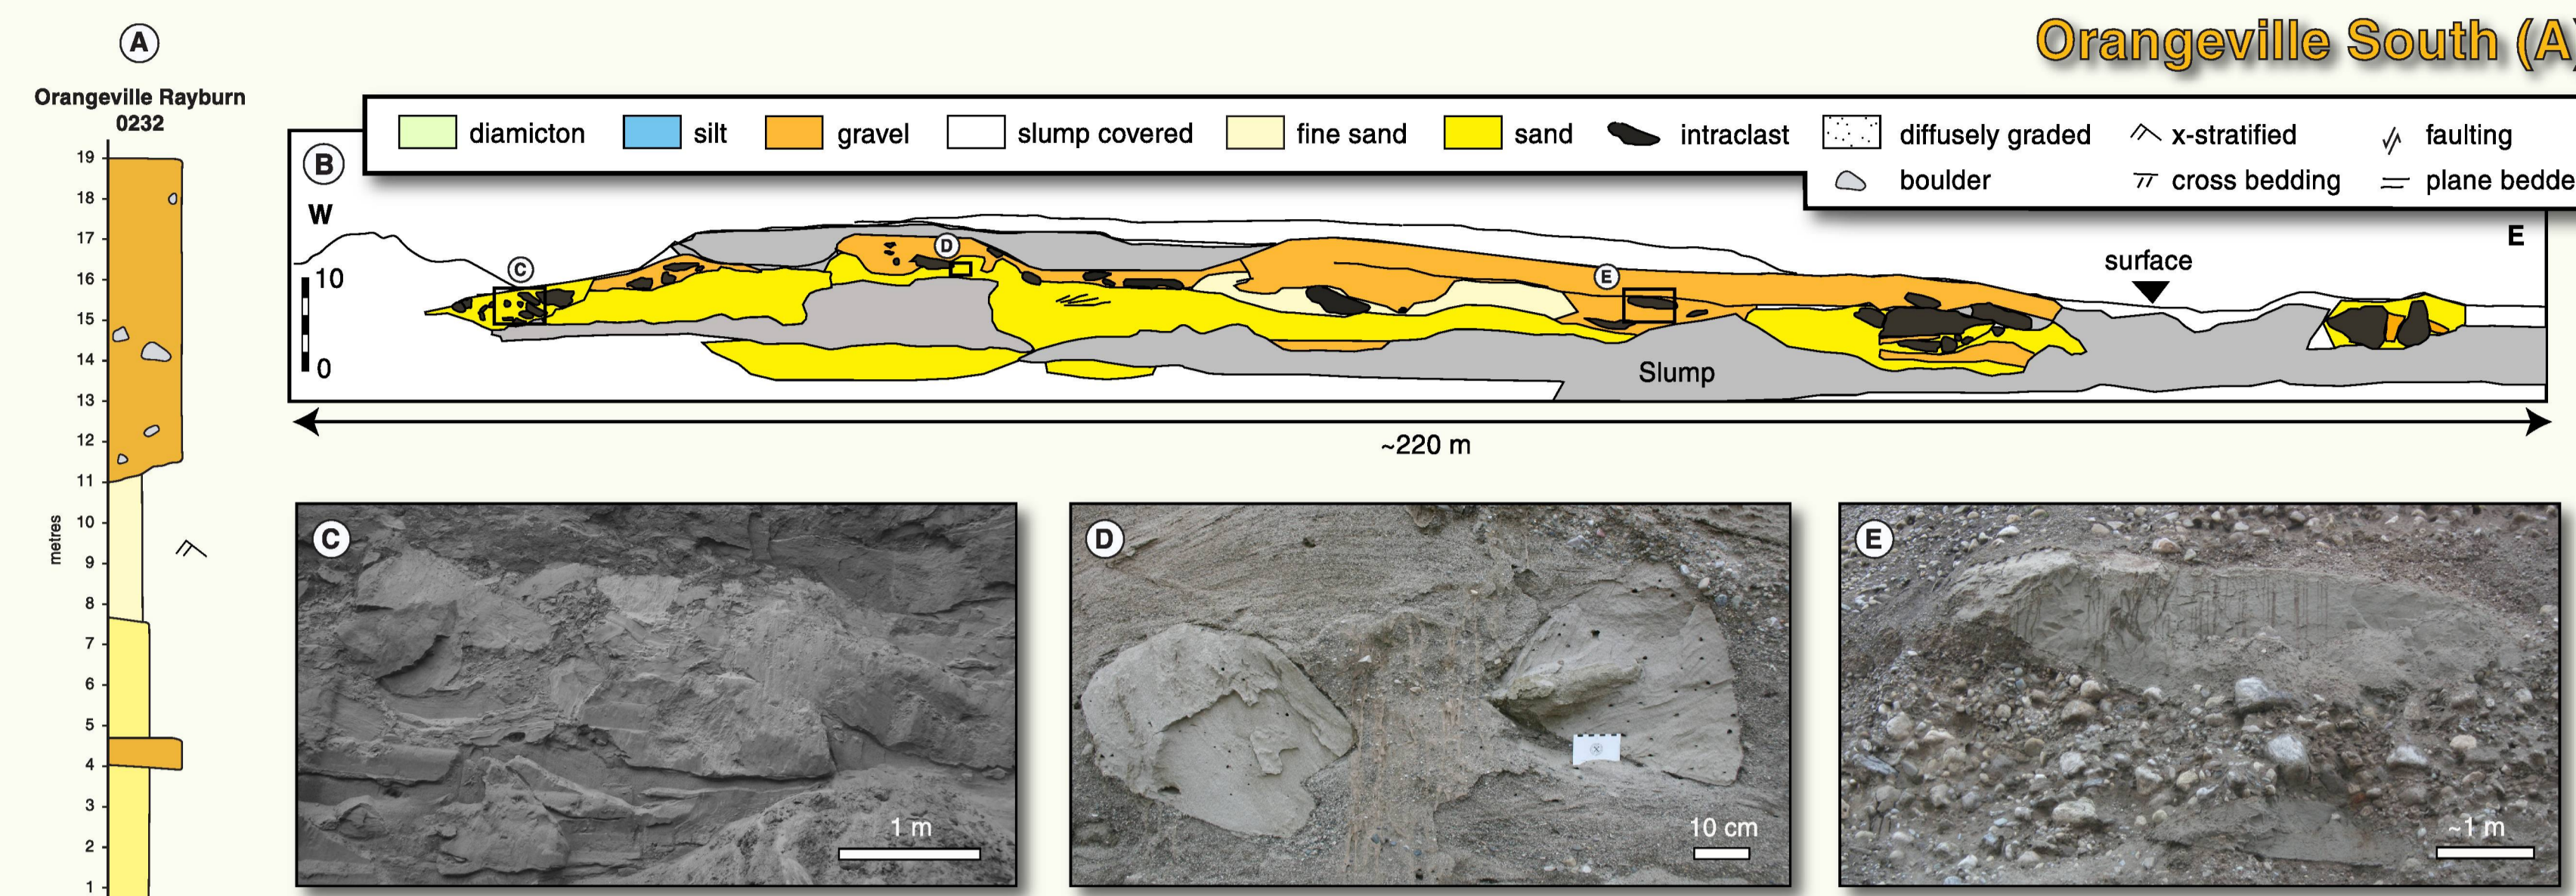 Orangeville South (A)
A
Orangeville Rayburn
0232
19
18
17
16
15
14
13
12
11
10
9
8
7
6
5
4
3
2
1
metres
B
diamicton
silt
gravel
slump covered
fine sand
sand
intraclast
diffusely graded
x-stratified
faulting
boulder
cross bedding
plane bedde
W
E
C
D
E
surface
10
0
Slump
~220 m
C
1 m
D
10 cm
E
~1 m